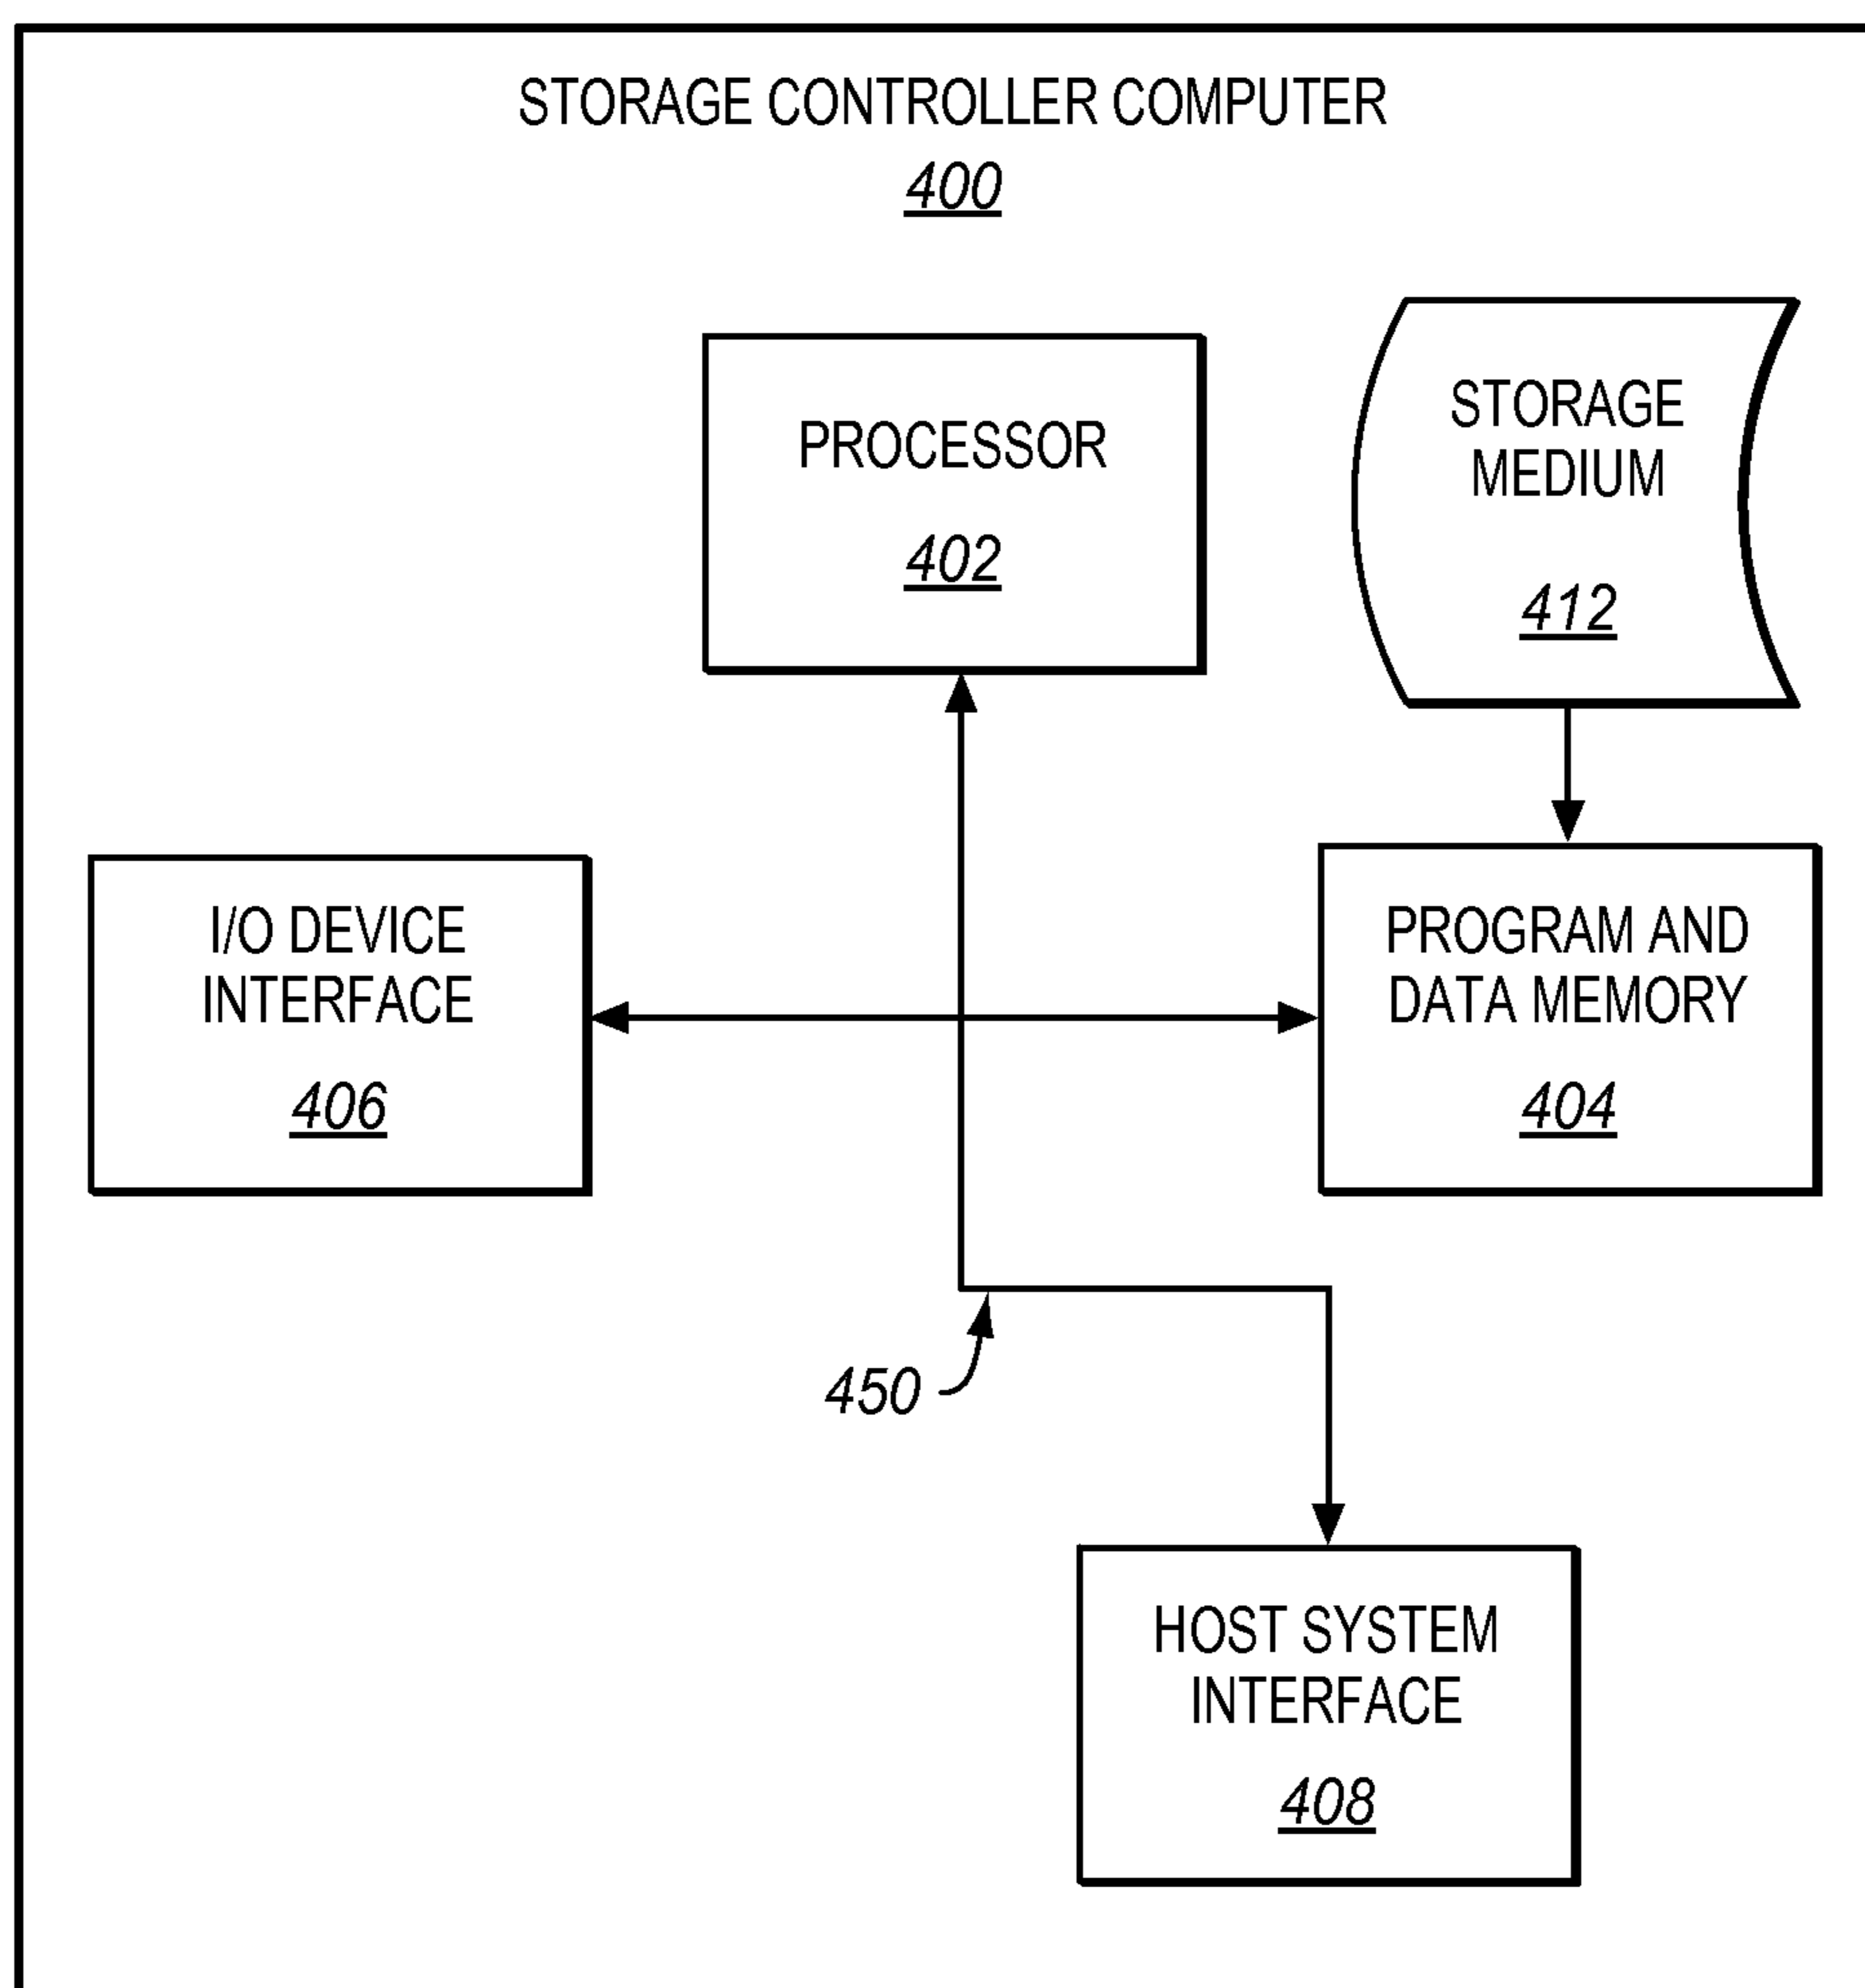 STORAGE CONTROLLER COMPUTER
400
PROCESSOR
402
STORAGE
MEDIUM
412
I/O DEVICE
INTERFACE
406
PROGRAM AND
DATA MEMORY
404
450
HOST SYSTEM
INTERFACE
408